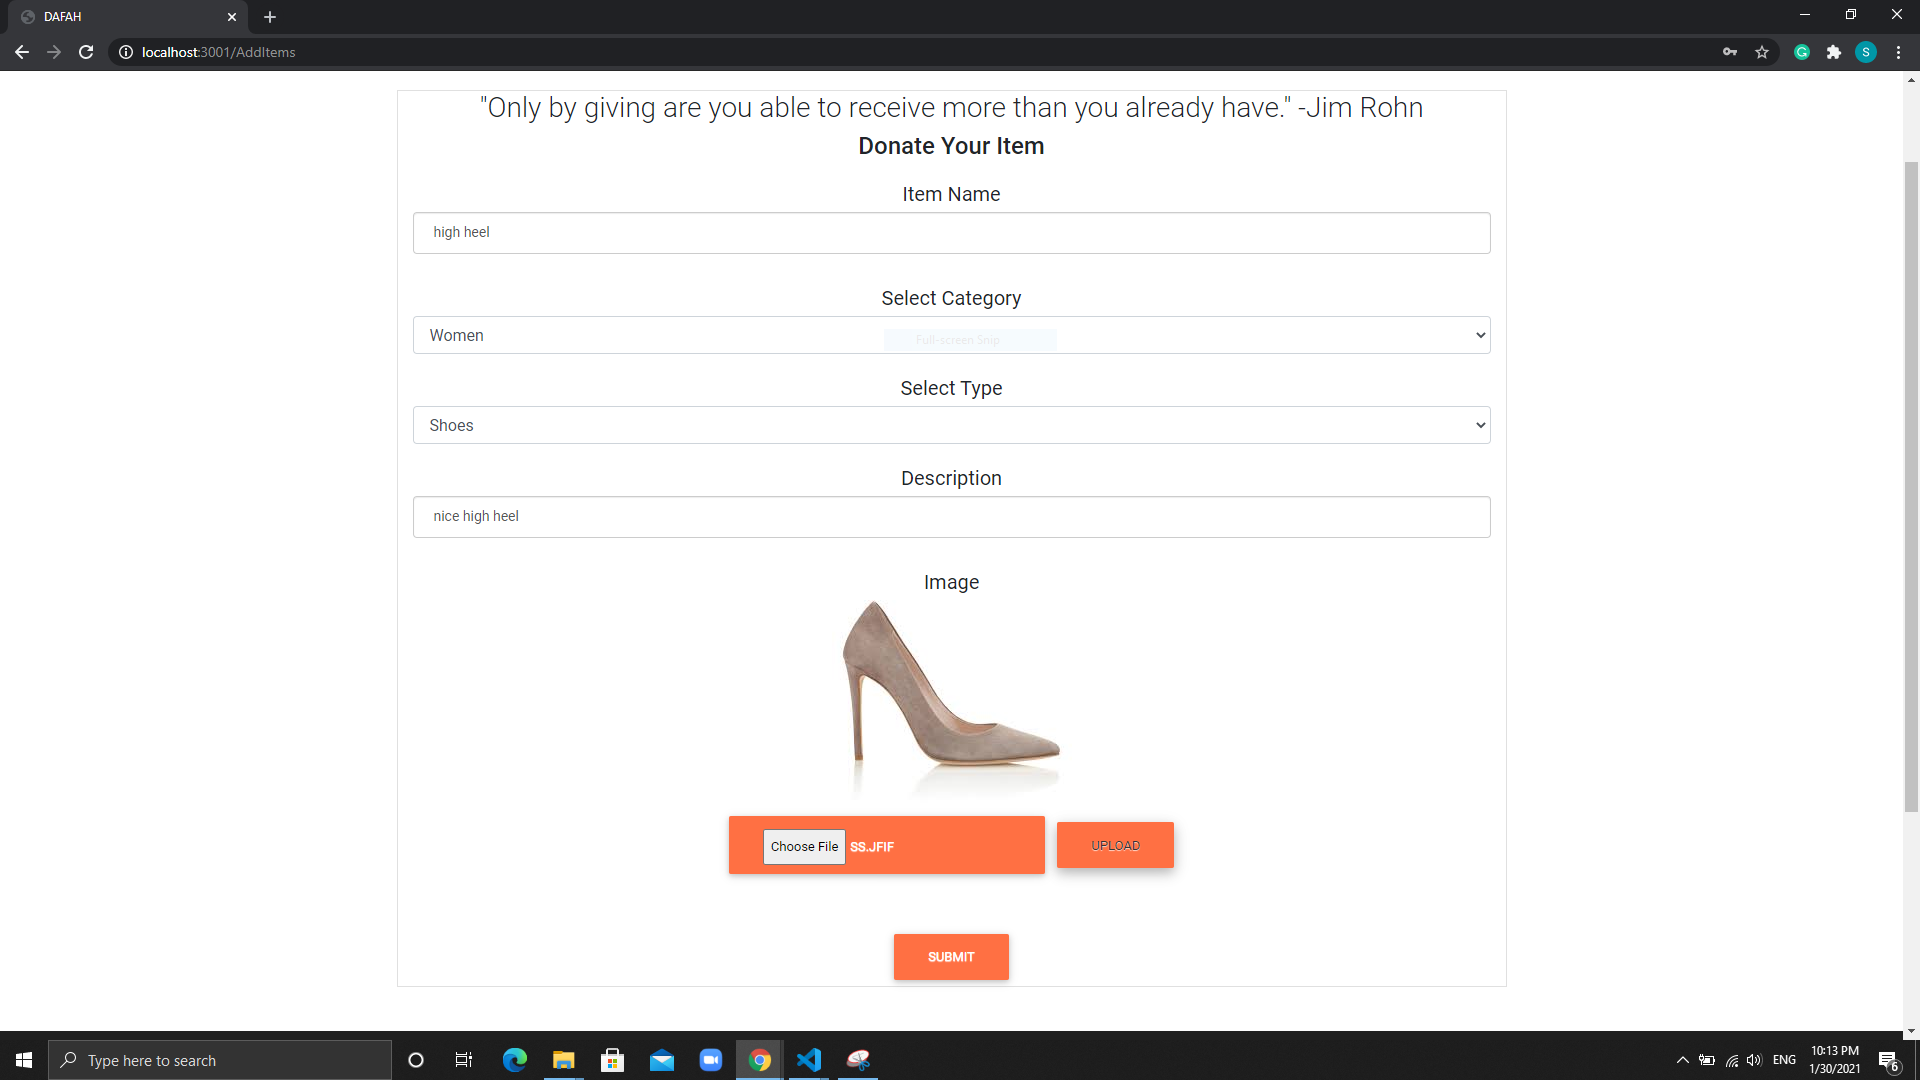 DAFAH
localhost:3001/AddItems
S
"Only by giving are you able to receive more than you already have." -Jim Rohn
Donate Your Item
Item Name
high heel
Select Category
Women
Full-screen Snip
Select Type
Shoes
Description
nice high heel
Image
Choose File SS.JFIF
UPLOAD
SUBMIT
Type here to search
ENG
10:13 PM
1/30/2021
6